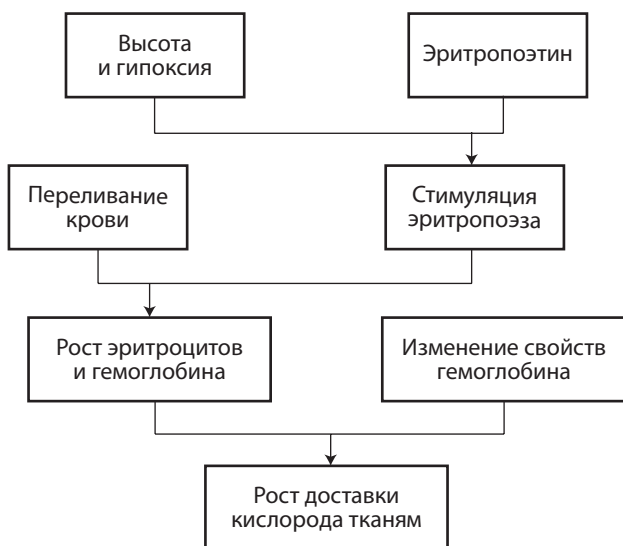 Высота
и гипоксия
Эритропоэтин
Переливание
крови
Стимуляция
эритропоэза
Рост эритроцитов
и гемоглобина
Изменение свойств
гемоглобина
Рост доставки
кислорода тканям